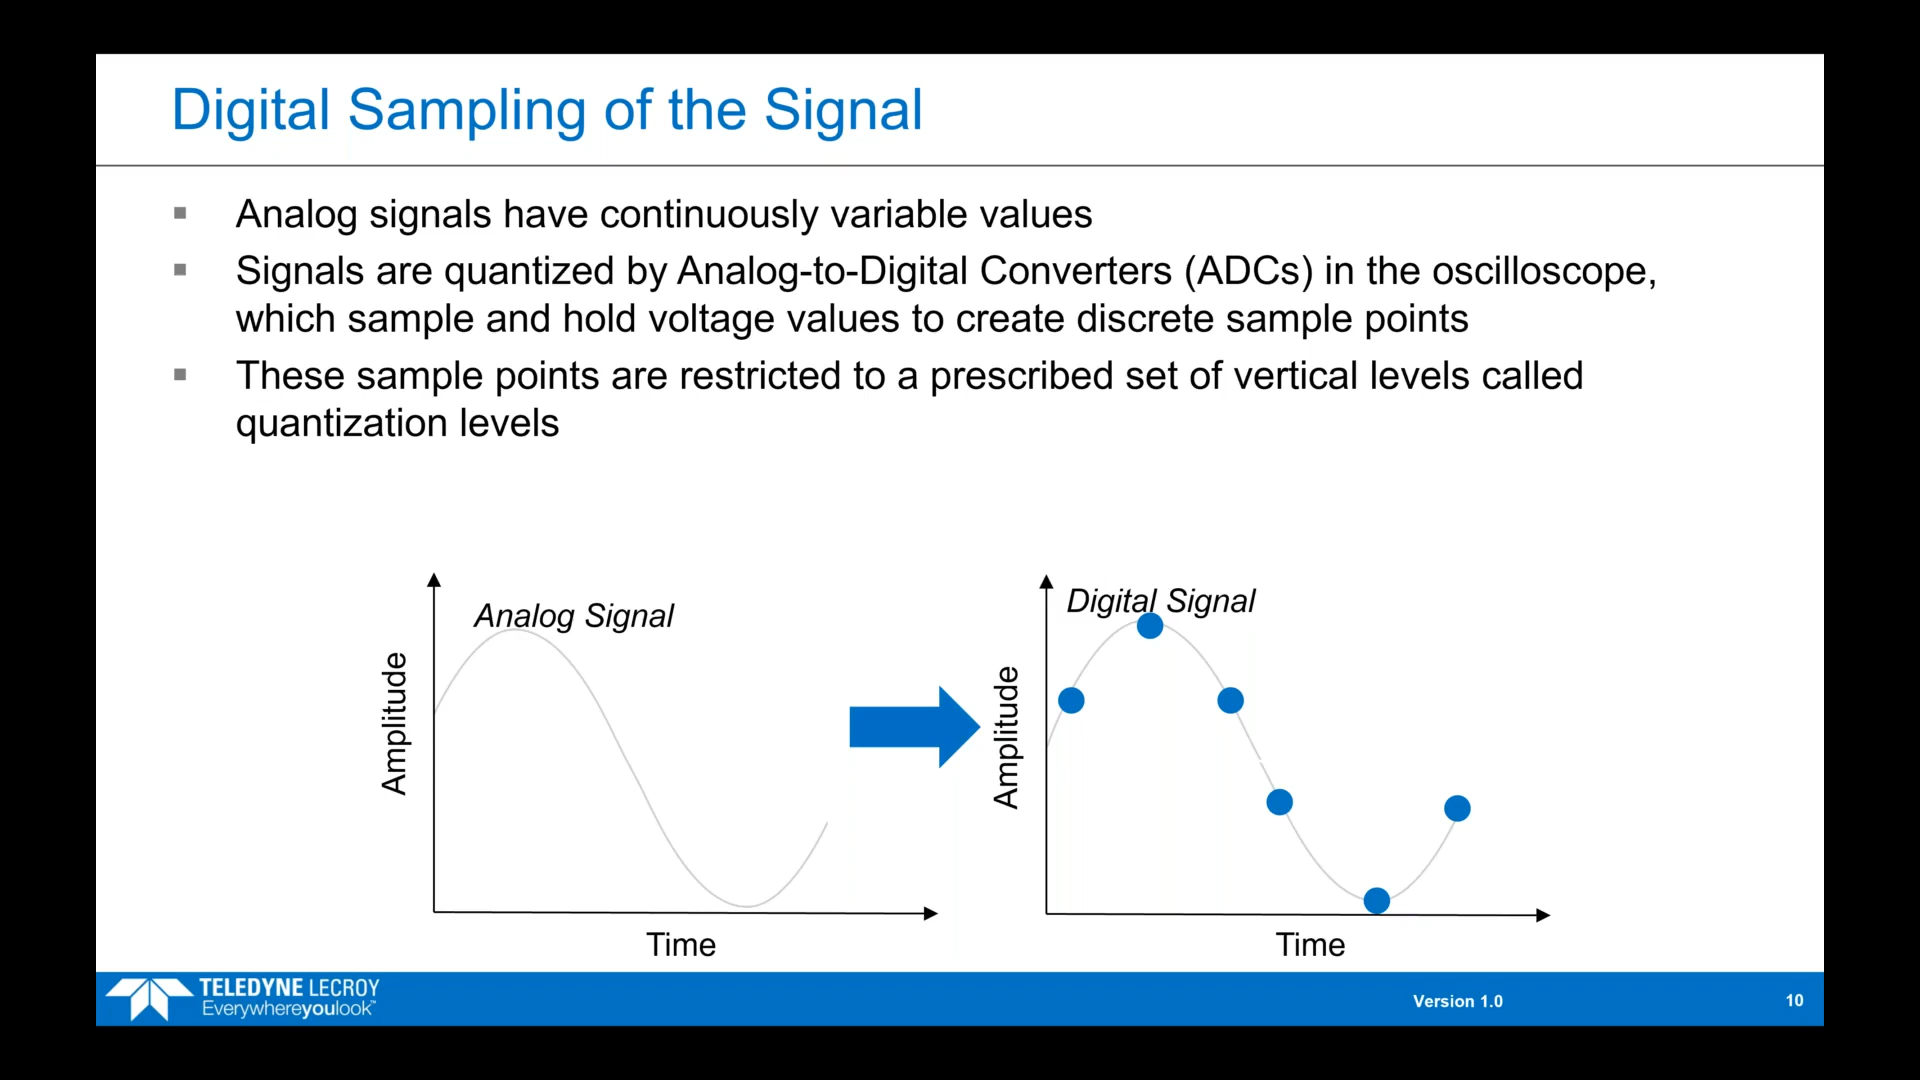 Digital Sampling of the Signal
▪ Analog signals have continuously variable values
▪ Signals are quantized by Analog-to-Digital Converters (ADCs) in the oscilloscope,
which sample and hold voltage values to create discrete sample points
▪ These sample points are restricted to a prescribed set of vertical levels called
quantization levels
Analog Signal
Amplitude
Time
Digital Signal
Amplitude
Time
TELEDYNE LECROY
Everywhereyoulook™
Version 1.0
10